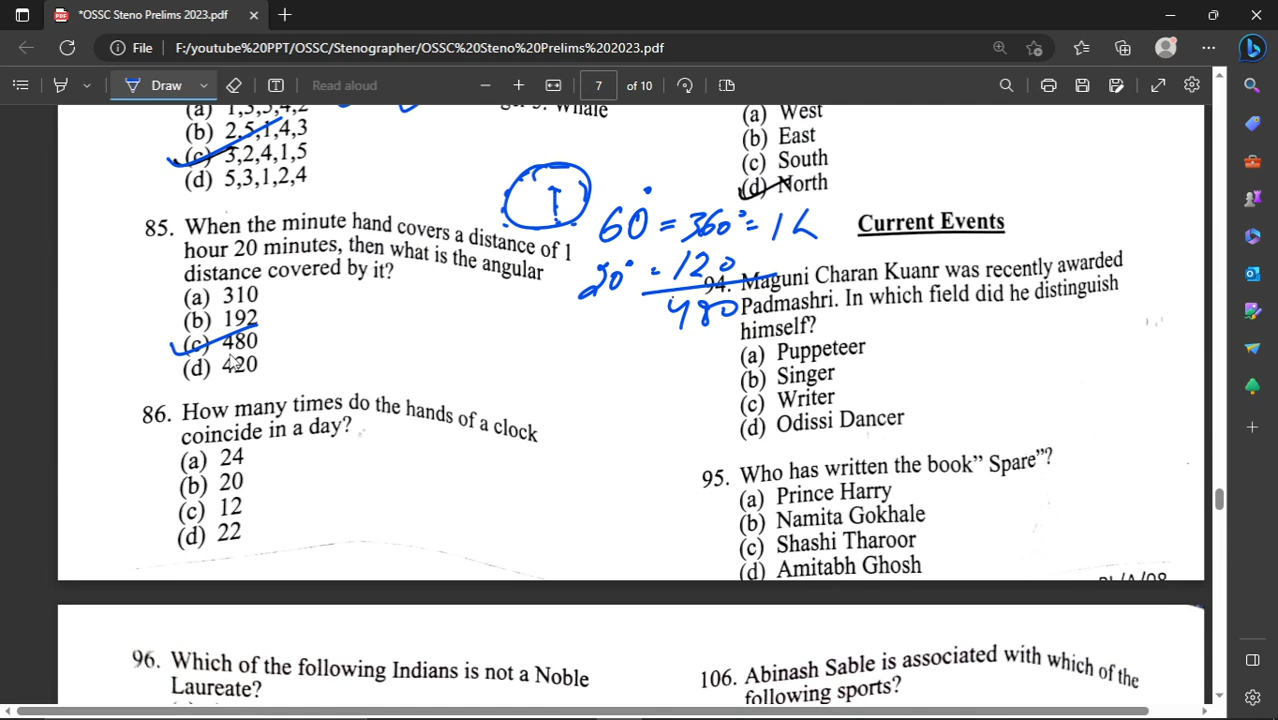 *OSSC Steno Prelims 2023.pdf
File
F:/youtube%20PPT/OSSC/Stenographer/OSSC%20Steno%20Prelims%202023.pdf
Draw
Read aloud
7 of 10
(a) 1,3,5,4,2
(b) 2,5,1,4,3
(c) 3,2,4,1,5
(d) 5,3,1,2,4
Whale
85. When the minute hand covers a distance of 1
hour 20 minutes, then what is the angular
distance covered by it?
(a) 310
(b) 192
(c) 480
(d) 420
86. How many times do the hands of a clock
coincide in a day?
(a) 24
(b) 20
(c) 12
(d) 22
60 = 360° = 1h
20 = 120
480
(a) West
(b) East
(c) South
(d) North
Current Events
94. Maguni Charan Kuanr was recently awarded
Padmashri. In which field did he distinguish
himself?
(a) Puppeteer
(b) Singer
(c) Writer
(d) Odissi Dancer
95. Who has written the book” Spare”?
(a) Prince Harry
(b) Namita Gokhale
(c) Shashi Tharoor
(d) Amitabh Ghosh
96. Which of the following Indians is not a Noble
Laureate?
106. Abinash Sable is associated with which of the
following sports?